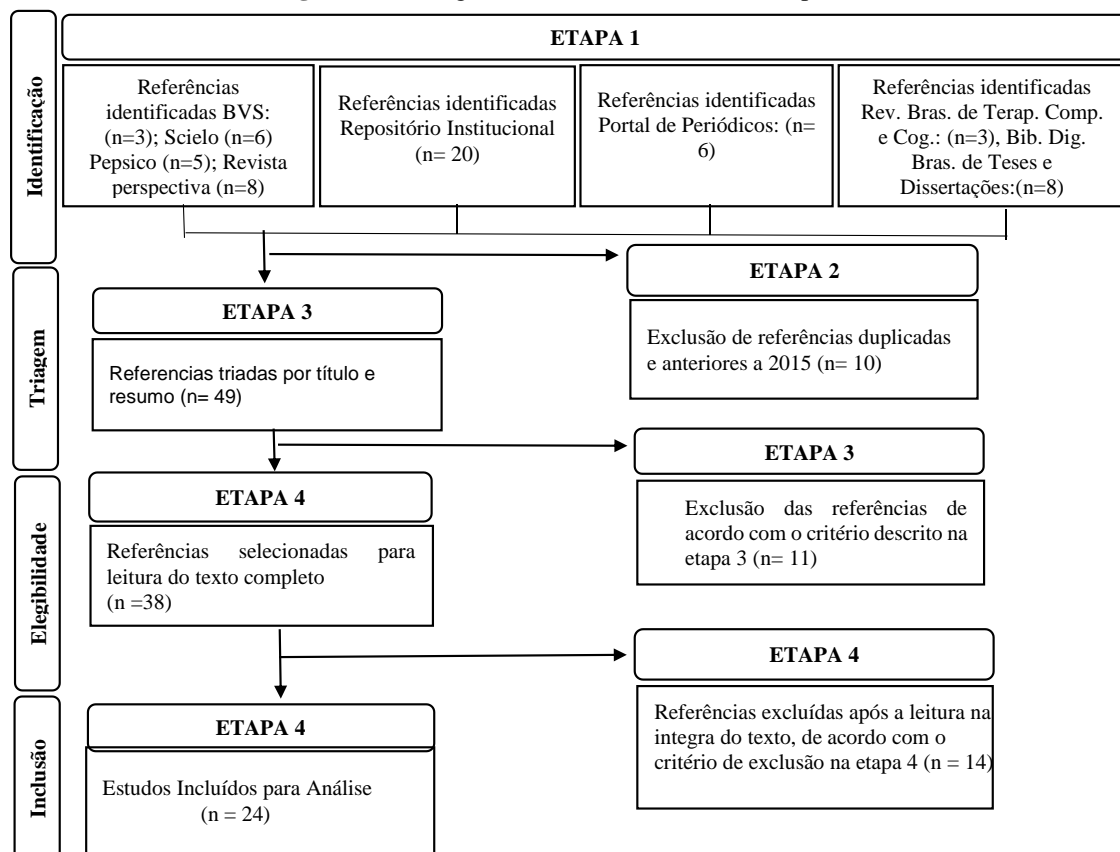 ETAPA 1
Identificação
Referências
identificadas BVS:
(n=3); Scielo (n=6)
Pepsico (n=5); Revista
perspectiva (n=8)
Referências identificadas
Repositório Institucional
(n= 20)
Referências identificadas
Portal de Periódicos: (n=
6)
Referências identificadas
Rev. Bras. de Terap. Comp.
e Cog.: (n=3), Bib. Dig.
Bras. de Teses e
Dissertações:(n=8)
Triagem
ETAPA 2
Exclusão de referências duplicadas
e anteriores a 2015 (n= 10)
ETAPA 3
Referencias triadas por título e
resumo (n= 49)
ETAPA 3
Exclusão das referências de
acordo com o critério descrito na
etapa 3 (n= 11)
Elegibilidade
ETAPA 4
Referências selecionadas para
leitura do texto completo
(n =38)
ETAPA 4
Referências excluídas após a leitura na
integra do texto, de acordo com o
critério de exclusão na etapa 4 (n = 14)
Inclusão
ETAPA 4
Estudos Incluídos para Análise
(n = 24)